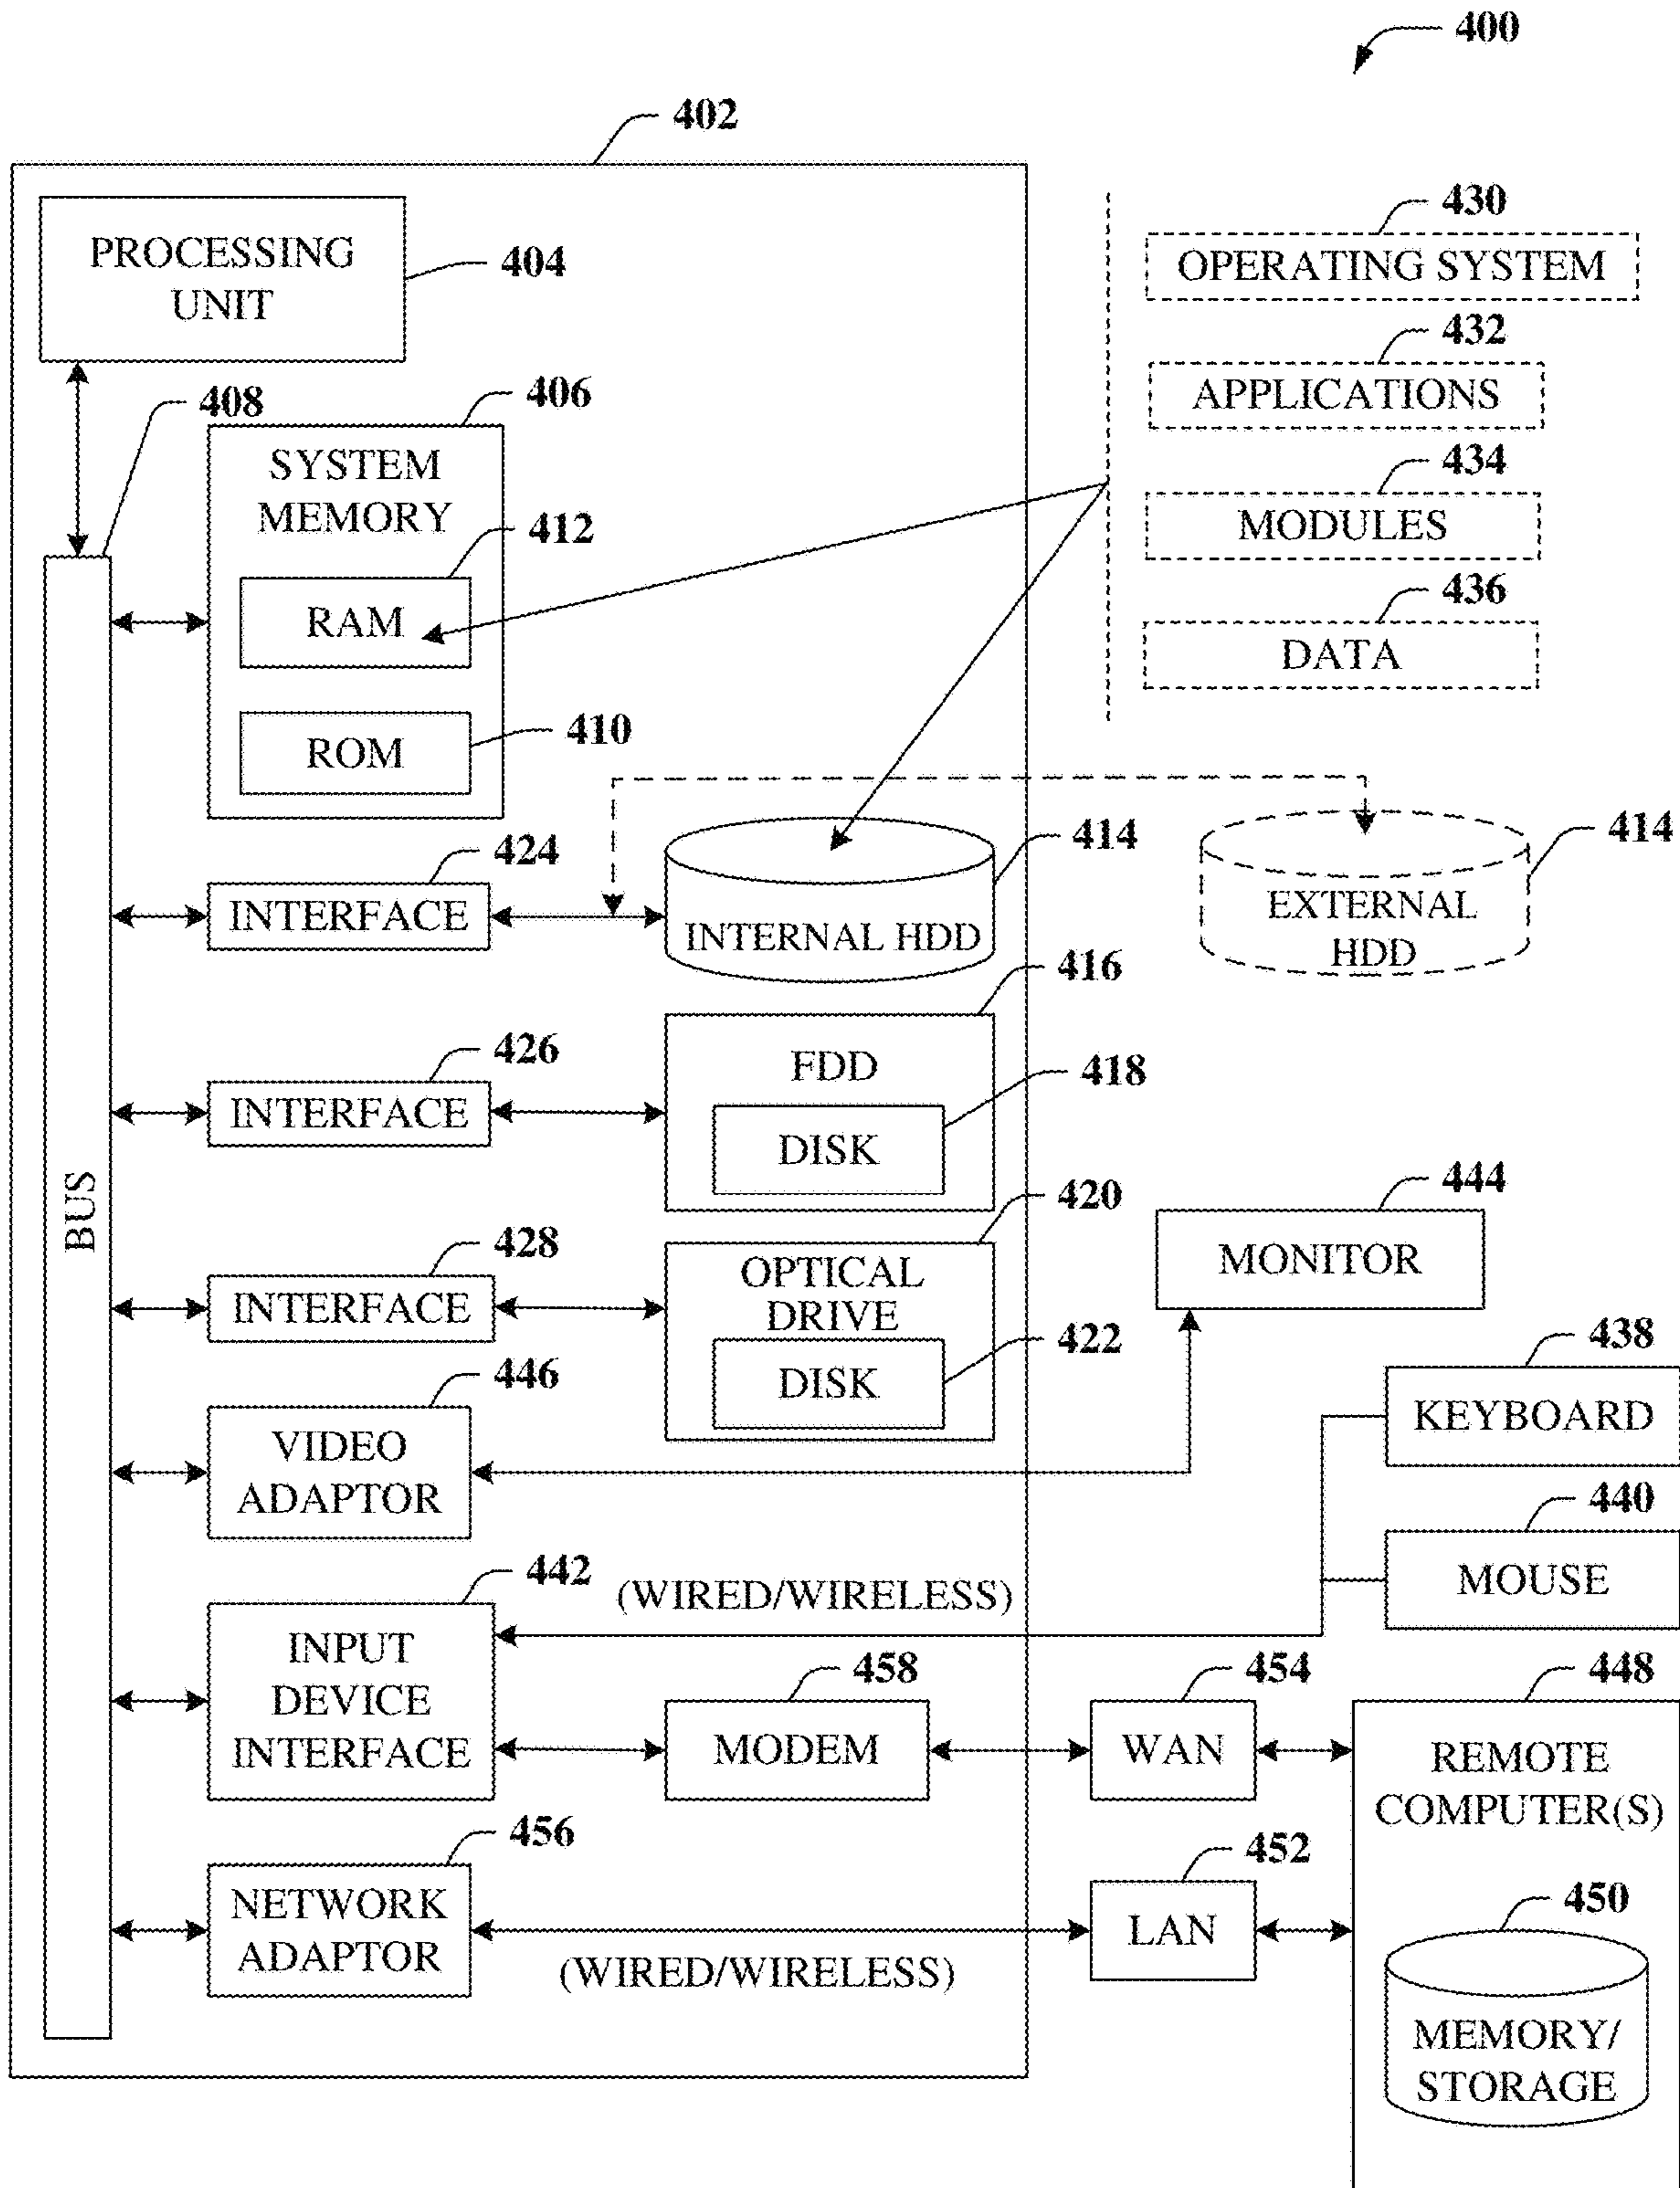 400
402
PROCESSING
UNIT
404
408
406
SYSTEM
MEMORY
412
RAM
410
ROM
430
OPERATING SYSTEM
432
APPLICATIONS
434
MODULES
436
DATA
BUS
424
INTERFACE
414
INTERNAL HDD
414
EXTERNAL
HDD
426
INTERFACE
416
FDD
418
DISK
428
INTERFACE
420
OPTICAL
DRIVE
422
DISK
444
MONITOR
446
VIDEO
ADAPTOR
438
KEYBOARD
440
MOUSE
442
(WIRED/WIRELESS)
INPUT
DEVICE
INTERFACE
458
MODEM
454
WAN
448
REMOTE
COMPUTER(S)
456
NETWORK
ADAPTOR
(WIRED/WIRELESS)
452
LAN
450
MEMORY/
STORAGE